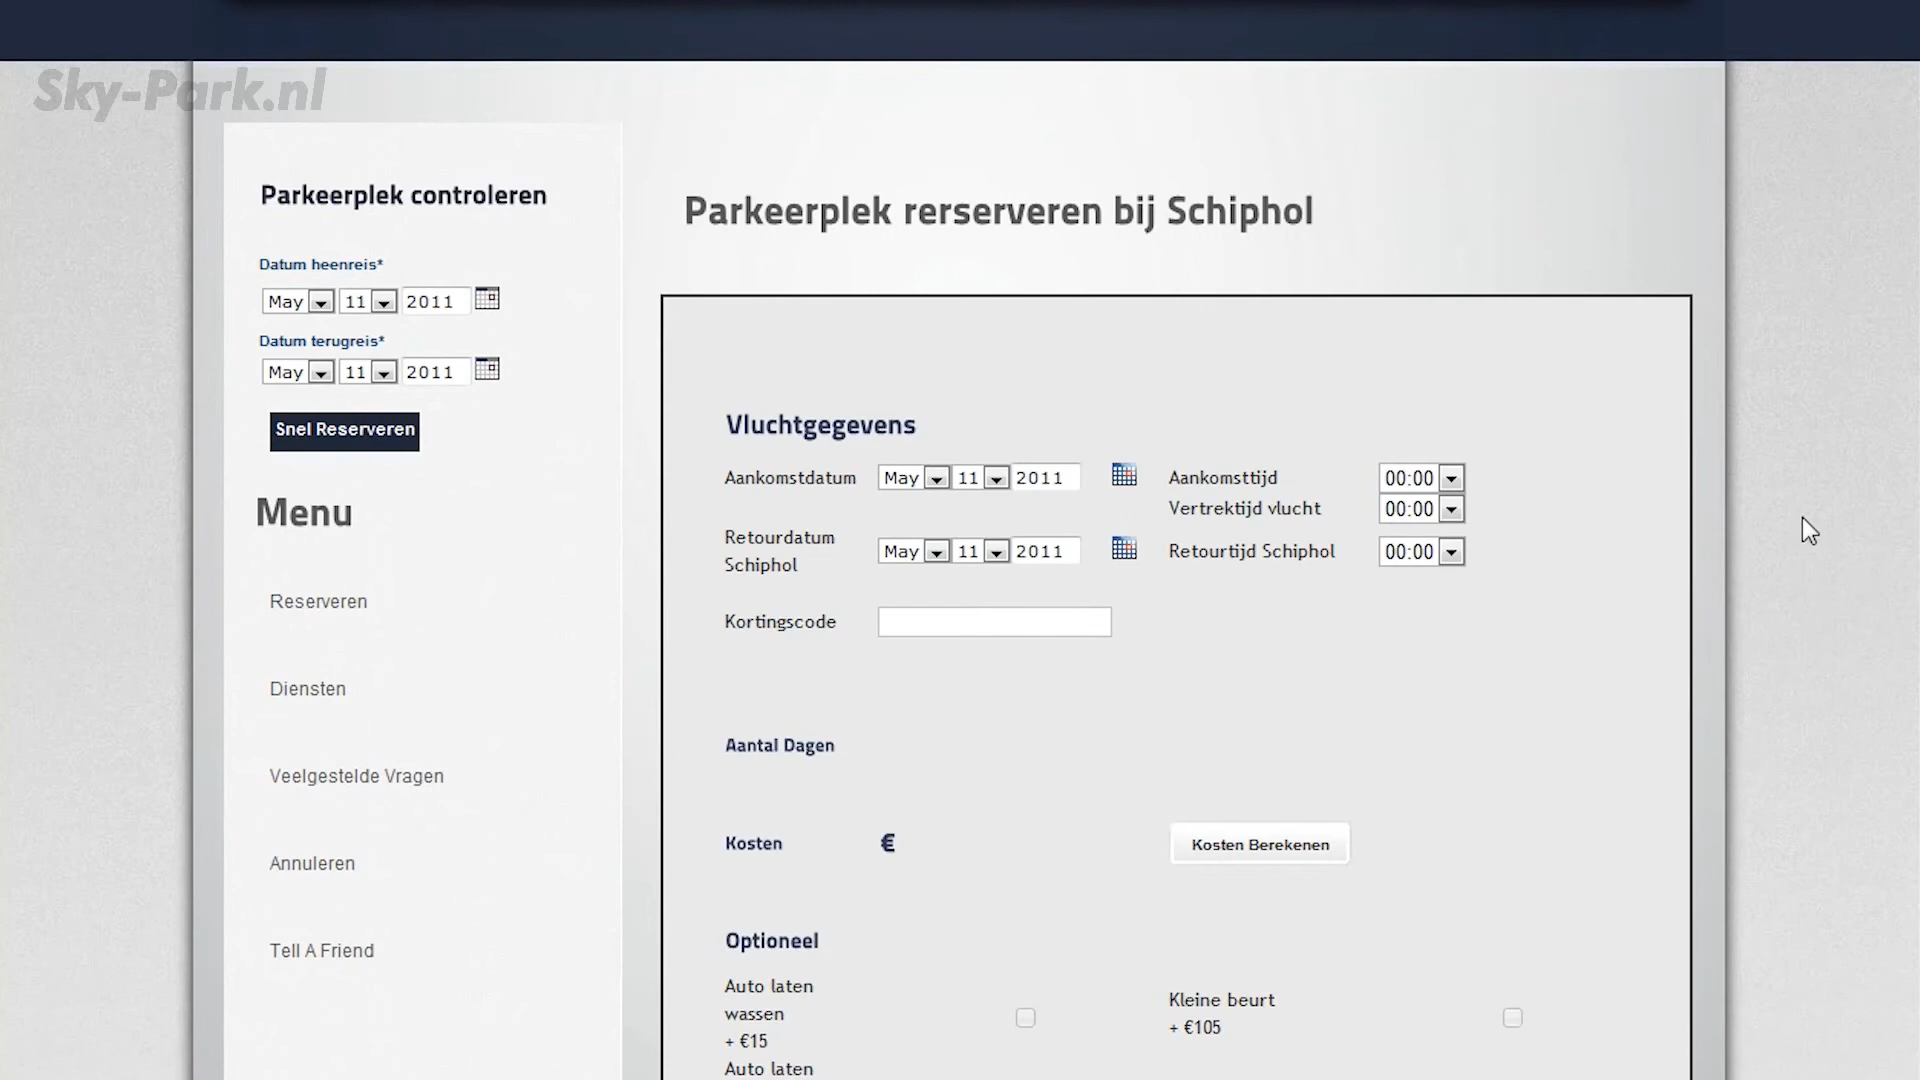 Sky-Park.nl
Parkeerplek controleren
Datum heenreis*
May 11 2011
Datum terugreis*
May 11 2011
Snel Reserveren
Menu
Reserveren
Diensten
Veelgestelde Vragen
Annuleren
Tell A Friend
Parkeerplek rerserveren bij Schiphol
Vluchtgegevens
Aankomstdatum May 11 2011 Aankomsttijd 00:00
Vertrektijd vlucht 00:00
Retourdatum
Schiphol May 11 2011 Retourtijd Schiphol 00:00
Kortingscode
Aantal Dagen
Kosten € Kosten Berekenen
Optioneel
Auto laten
wassen
+ €15
Kleine beurt
+ €105
Auto laten